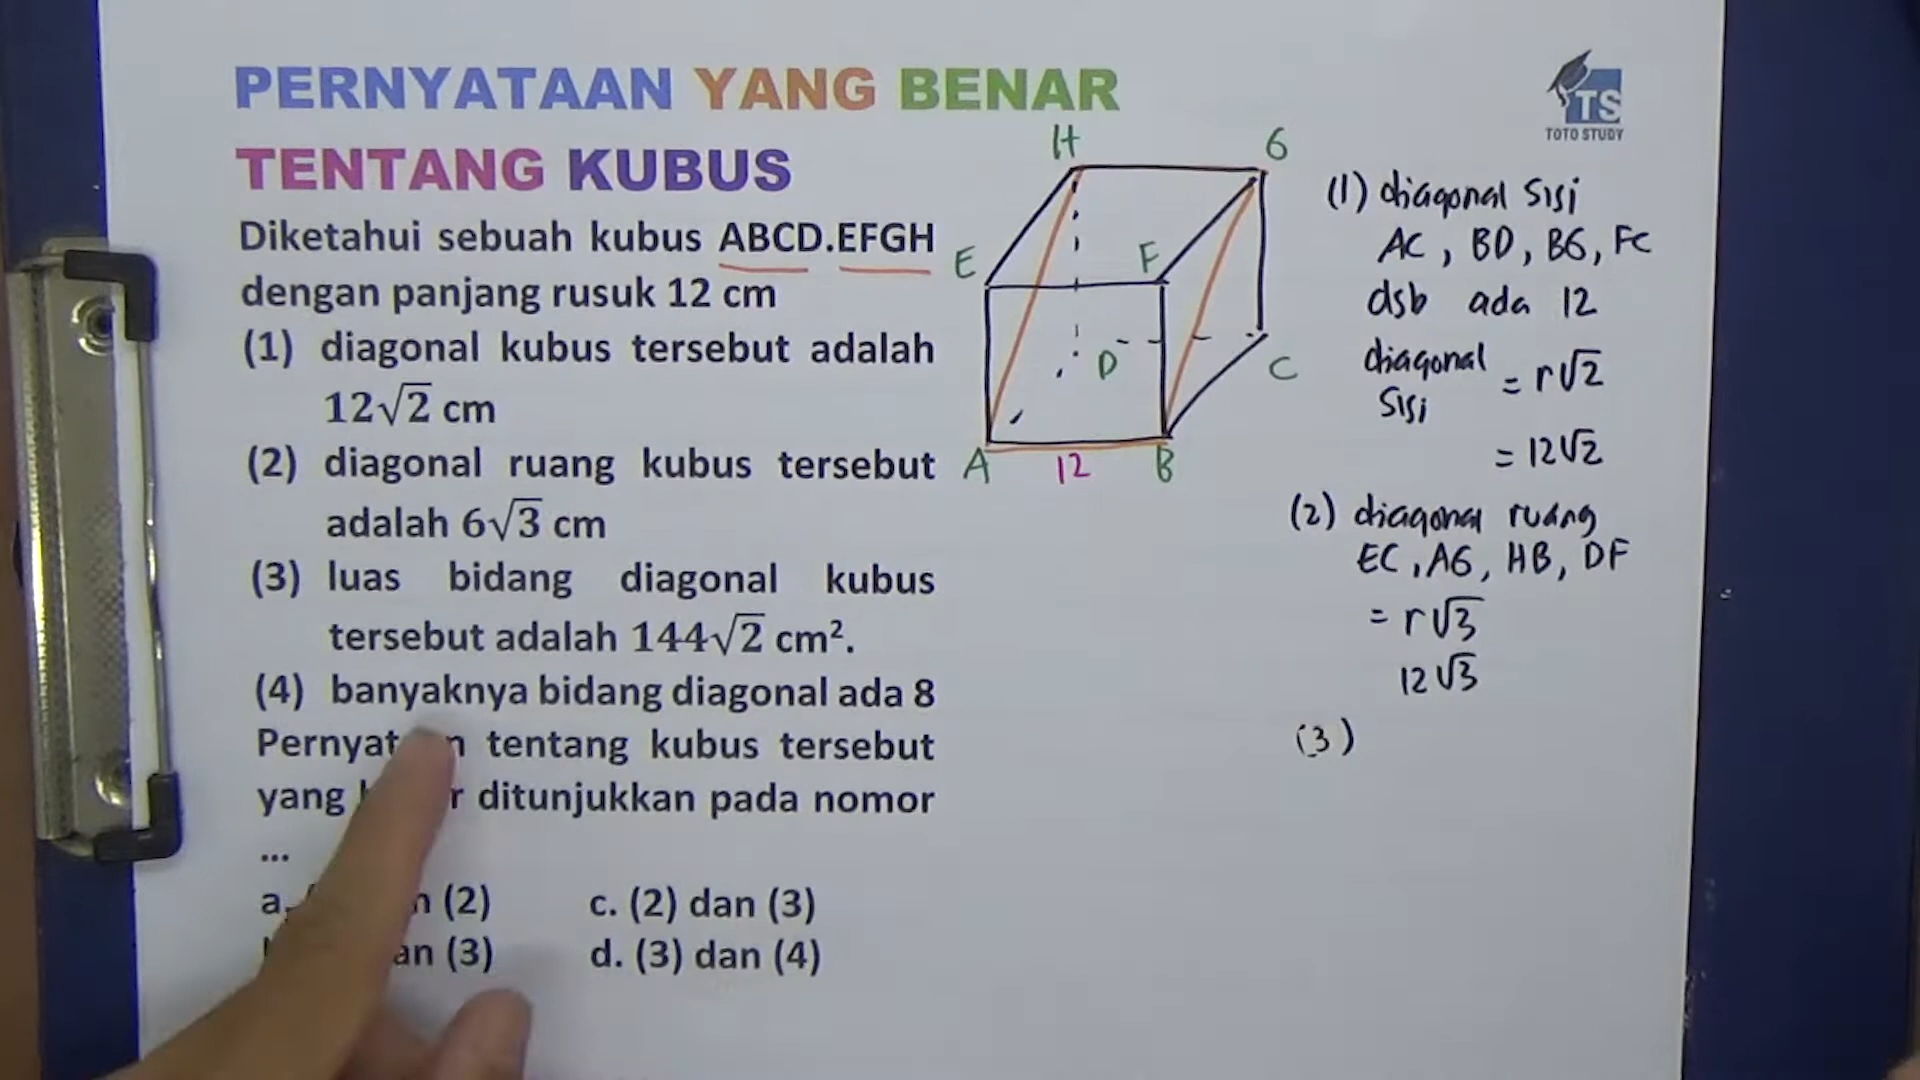 PERNYATAAN YANG BENAR
TENTANG KUBUS
TS
TOTO STUDY
Diketahui sebuah kubus ABCD.EFGH
dengan panjang rusuk 12 cm
(1) diagonal kubus tersebut adalah
12√2 cm
(2) diagonal ruang kubus tersebut
adalah 6√3 cm
(3) luas bidang diagonal kubus
tersebut adalah 144√2 cm².
(4) banyaknya bidang diagonal ada 8
tentang kubus tersebut
yang ditunjukkan pada nomor
...
a. (2)
c. (2) dan (3)
(3)
d. (3) dan (4)
H G
E F
D C
A 12 B
(1) diagonal sisi
AC, BD, BG, FC
dsb ada 12
diagonal
sisi = r√2
= 12√2
(2) diagonal ruang
EC, AG, HB, DF
= r√3
12√3
(3)